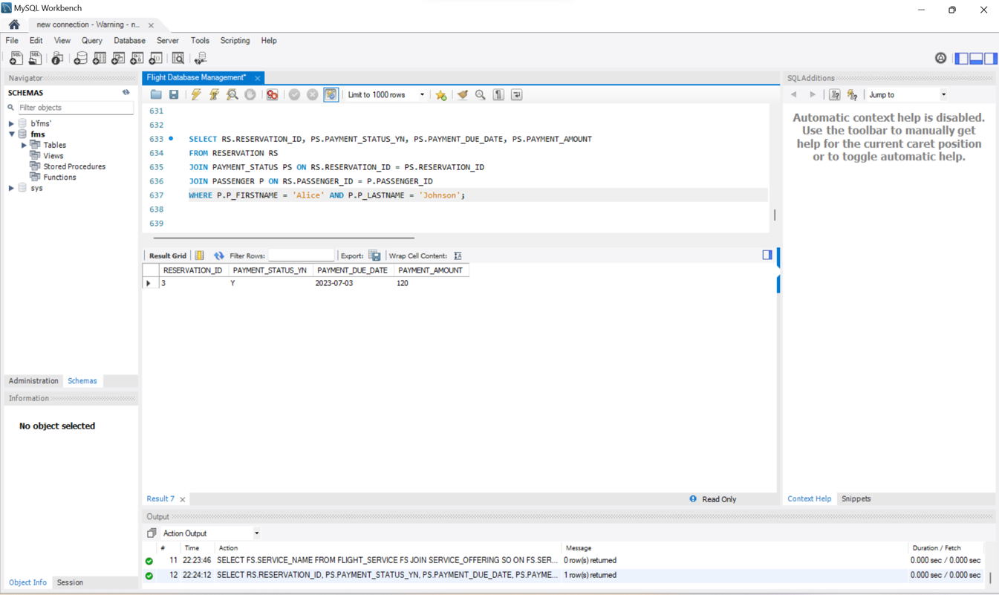 MySQL Workbench
new connection - Warning - n...
File Edit View Query Database Server Tools Scripting Help
Navigator
SCHEMAS
Filter objects
b'fms'
fms
Tables
Views
Stored Procedures
Functions
sys
Administration Schemas
Information
No object selected
Object Info Session
Flight Database Management*
Limit to 1000 rows
631
632
633 SELECT RS.RESERVATION_ID, PS.PAYMENT_STATUS_YN, PS.PAYMENT_DUE_DATE, PS.PAYMENT_AMOUNT
634 FROM RESERVATION RS
635 JOIN PAYMENT_STATUS PS ON RS.RESERVATION_ID = PS.RESERVATION_ID
636 JOIN PASSENGER P ON RS.PASSENGER_ID = P.PASSENGER_ID
637 WHERE P.P_FIRSTNAME = 'Alice' AND P.P_LASTNAME = 'Johnson';
638
639
Result Grid Filter Rows: Export: Wrap Cell Content:
RESERVATION_ID PAYMENT_STATUS_YN PAYMENT_DUE_DATE PAYMENT_AMOUNT
3 Y 2023-07-03 120
Result 7 Read Only
SQLAdditions
Jump to
Automatic context help is disabled.
Use the toolbar to manually get
help for the current caret position
or to toggle automatic help.
Context Help Snippets
Output
Action Output
# Time Action Message Duration / Fetch
11 22:23:46 SELECT FS.SERVICE_NAME FROM FLIGHT_SERVICE FS JOIN SERVICE_OFFERING SO ON FS.SER... 0 row(s) returned 0.000 sec / 0.000 sec
12 22:24:12 SELECT RS.RESERVATION_ID, PS.PAYMENT_STATUS_YN, PS.PAYMENT_DUE_DATE, PS.PAYME... 1 row(s) returned 0.000 sec / 0.000 sec